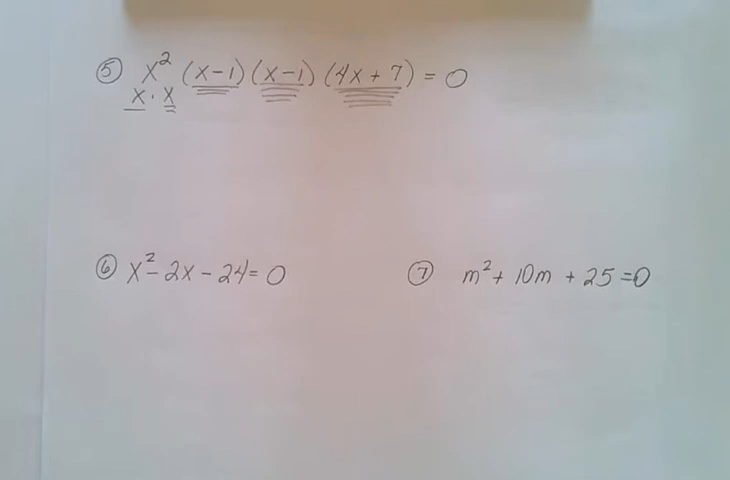 ⑤ x² (x-1)(x-1)(4x+7) = 0
x · x
⑥ x² - 2x - 24 = 0
⑦ m² + 10m + 25 = 0